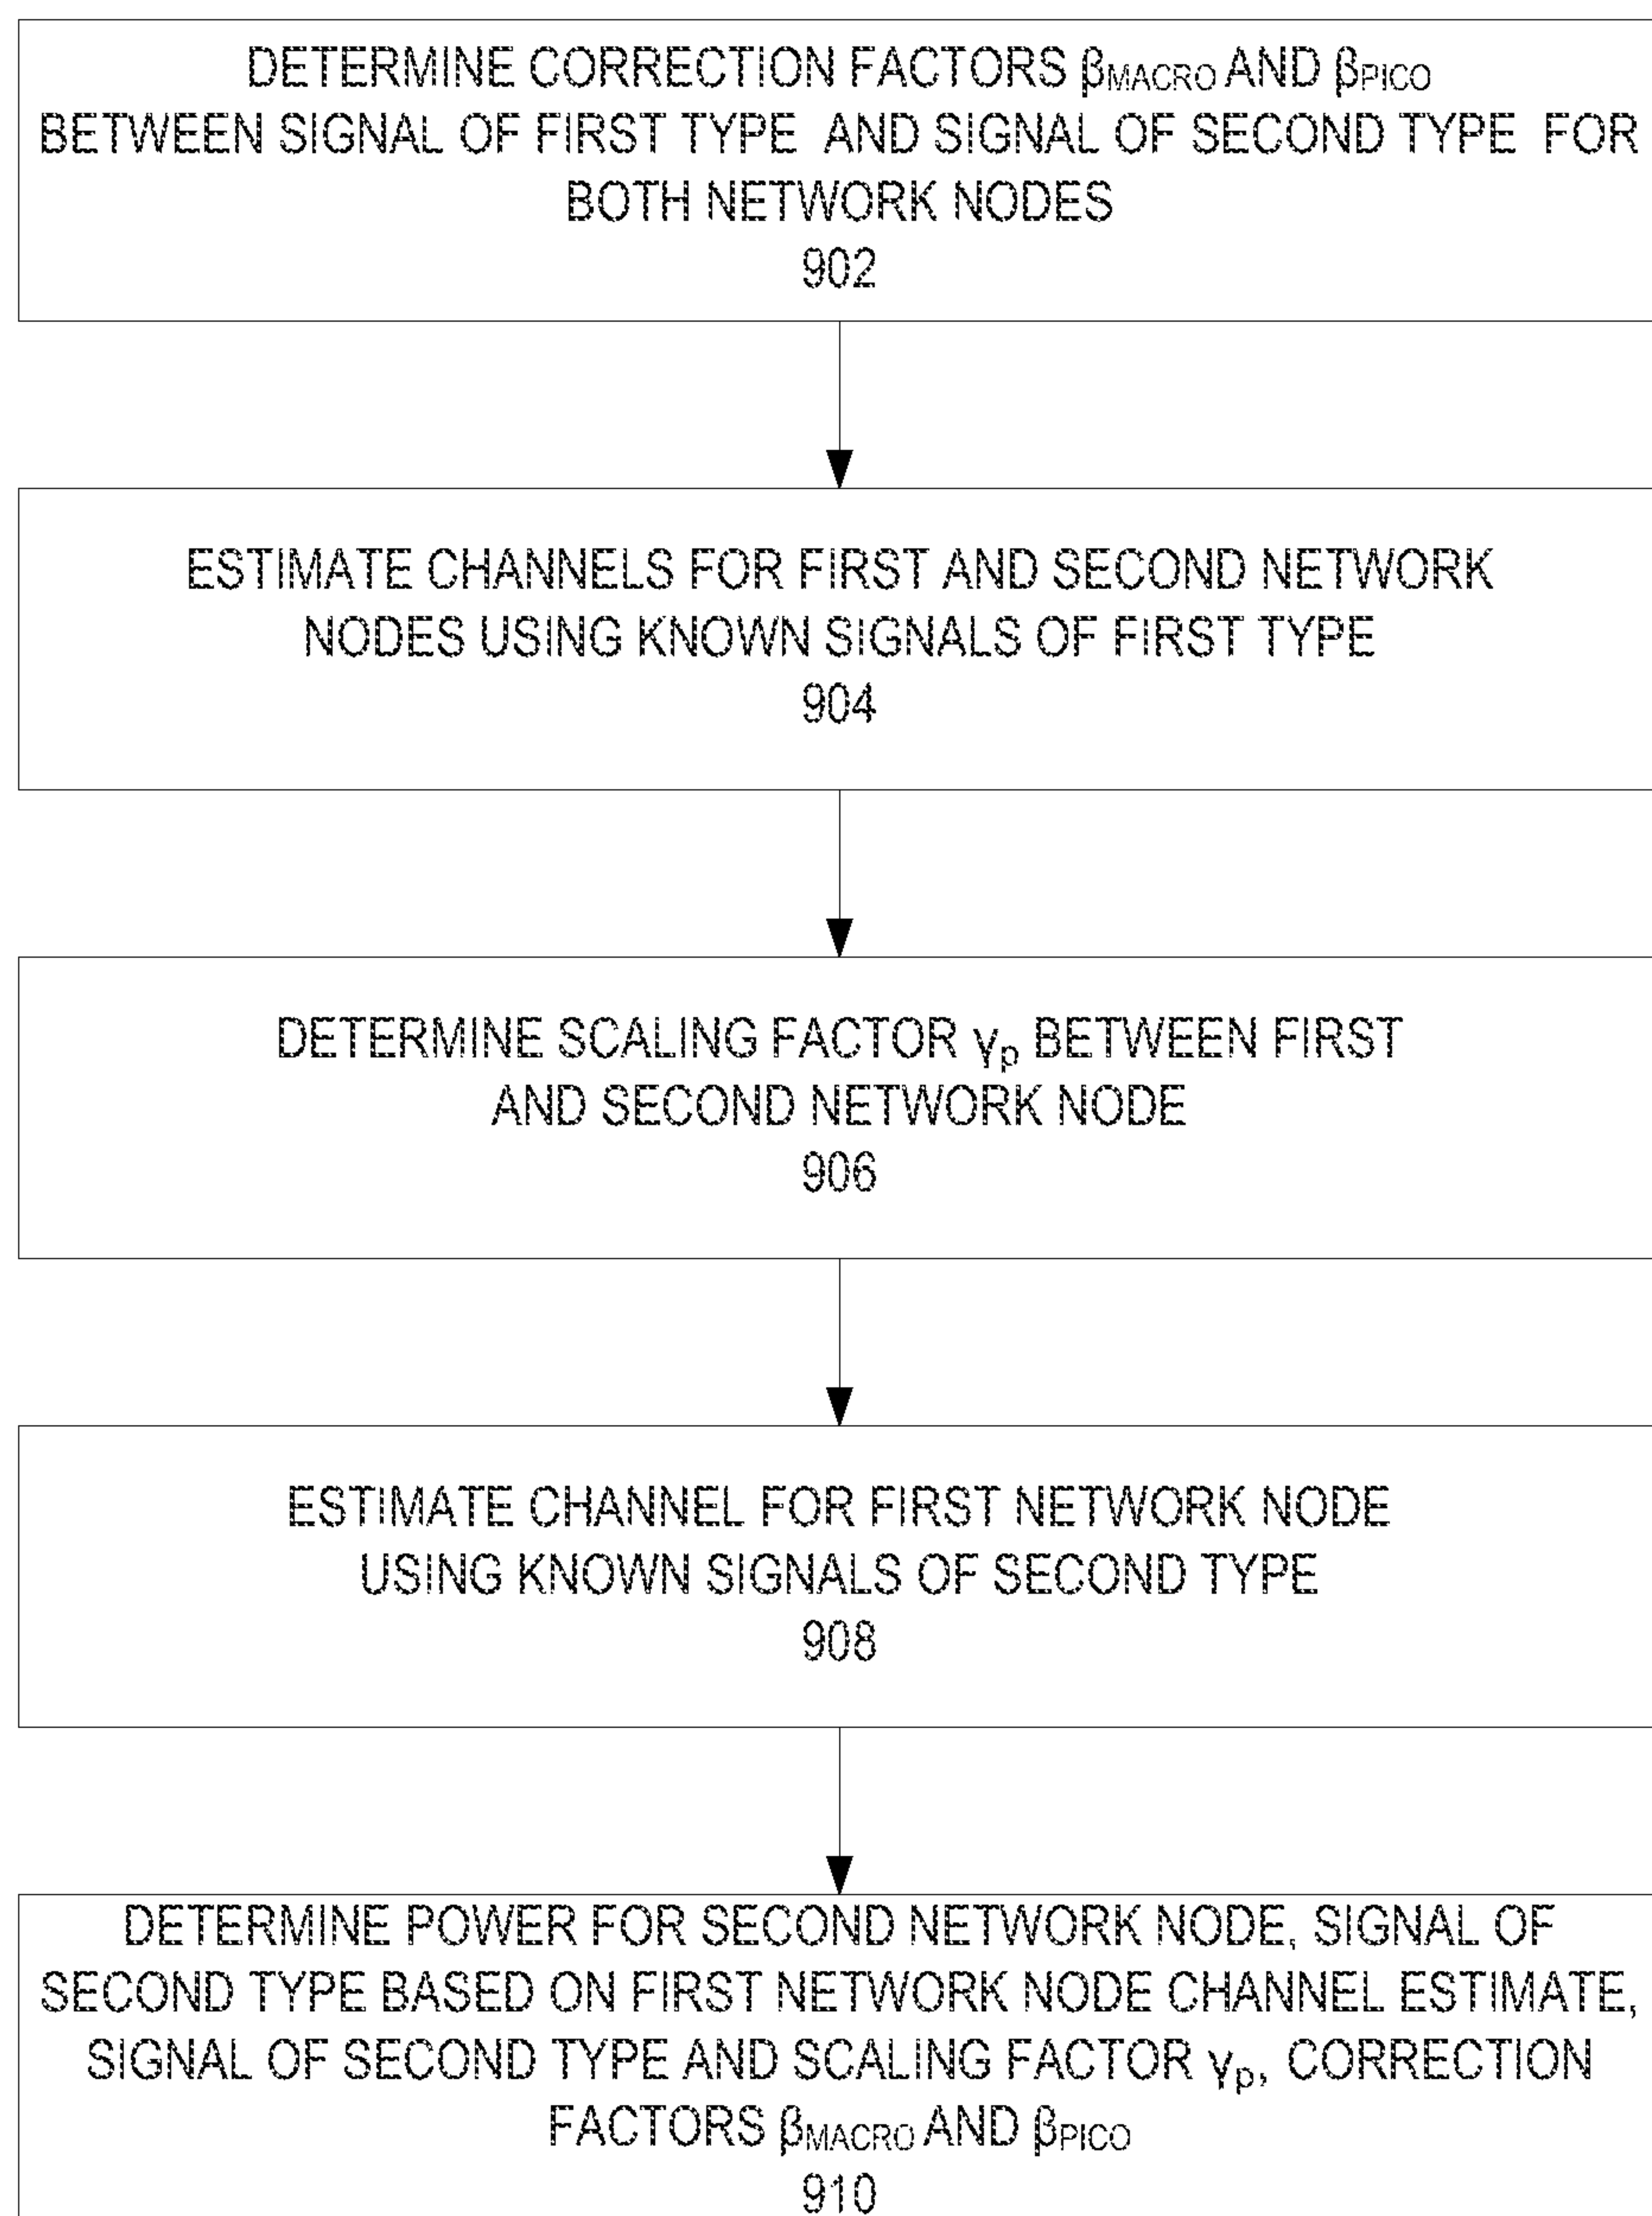 DETERMINE CORRECTION FACTORS βMACRO AND βPICO
BETWEEN SIGNAL OF FIRST TYPE AND SIGNAL OF SECOND TYPE FOR
BOTH NETWORK NODES
902
ESTIMATE CHANNELS FOR FIRST AND SECOND NETWORK
NODES USING KNOWN SIGNALS OF FIRST TYPE
904
DETERMINE SCALING FACTOR γp BETWEEN FIRST
AND SECOND NETWORK NODE
906
ESTIMATE CHANNEL FOR FIRST NETWORK NODE
USING KNOWN SIGNALS OF SECOND TYPE
908
DETERMINE POWER FOR SECOND NETWORK NODE, SIGNAL OF
SECOND TYPE BASED ON FIRST NETWORK NODE CHANNEL ESTIMATE,
SIGNAL OF SECOND TYPE AND SCALING FACTOR γp, CORRECTION
FACTORS βMACRO AND βPICO
910